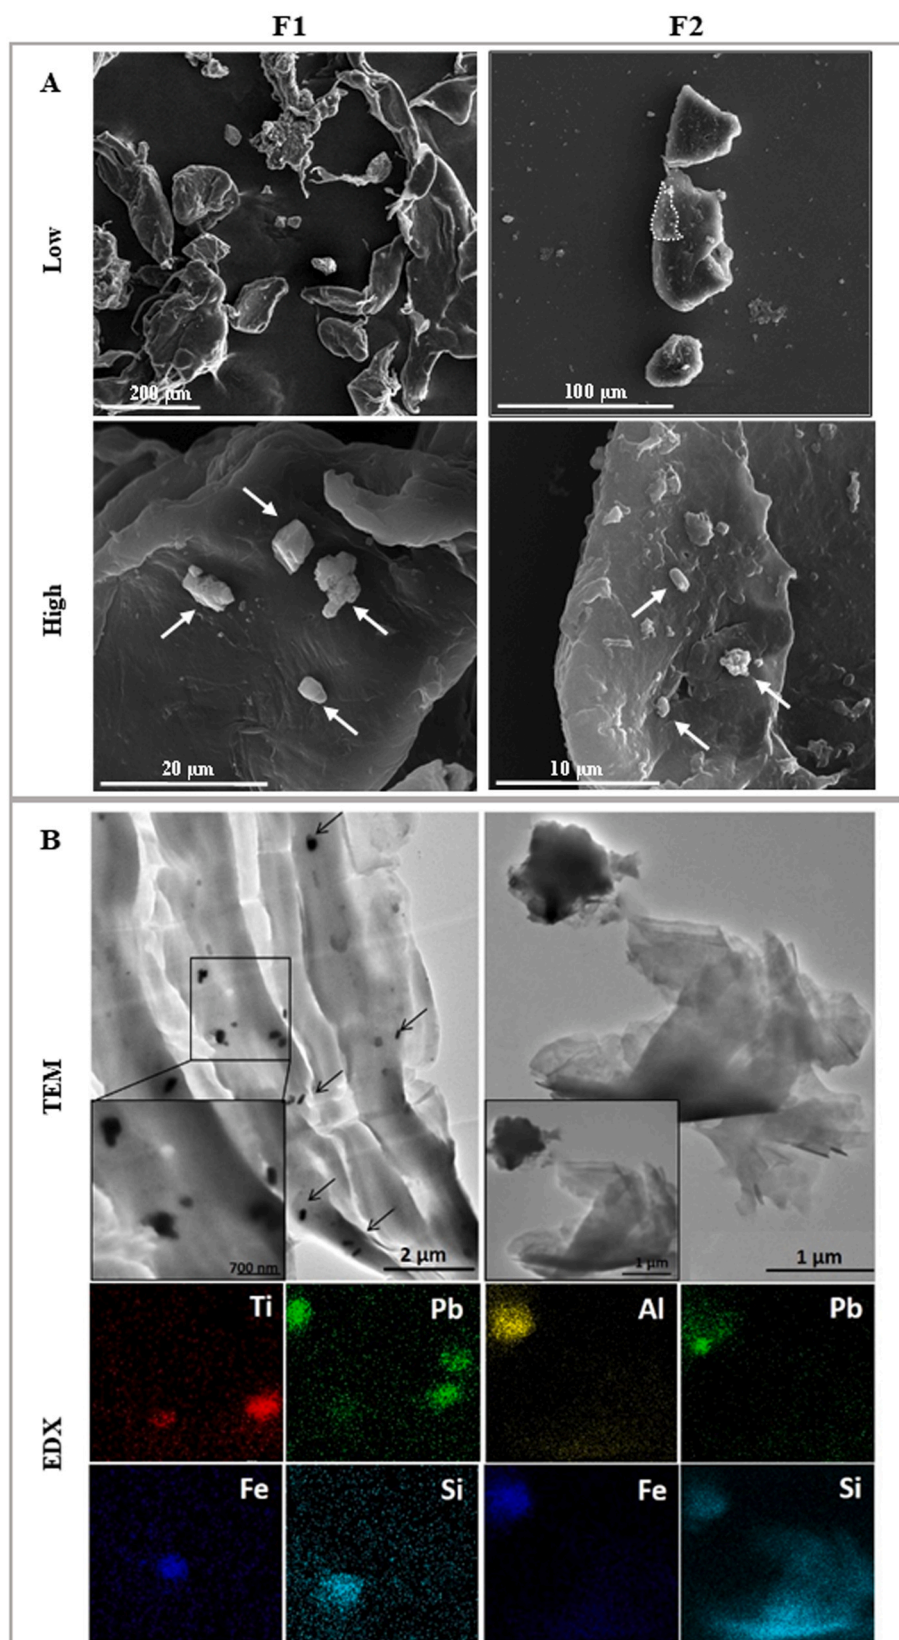 F1 F2
A
Low
200 µm
100 µm
High
20 µm
10 µm
B
TEM
700 nm
2 µm
1 µm
1 µm
EDX
Ti Pb Al Pb
Fe Si Fe Si